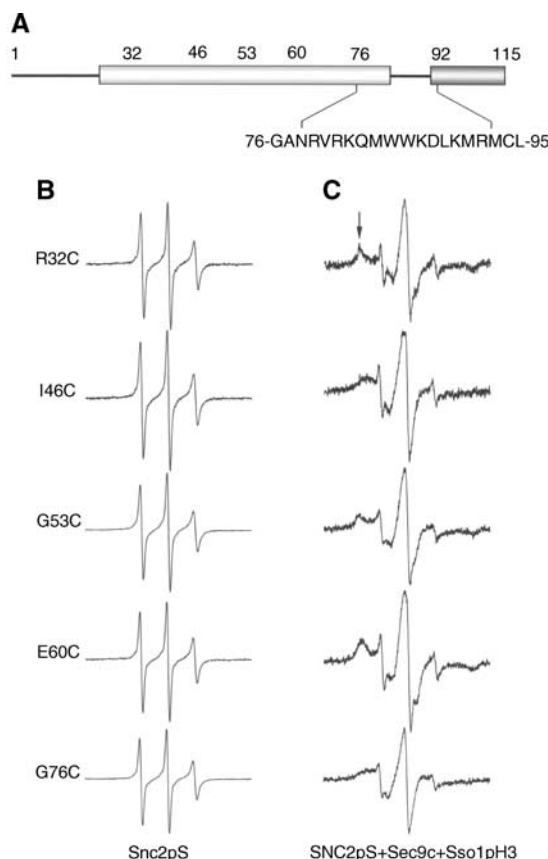 A
1 32 46 53 60 76 92 115
76-GANRVRKQMWWKDLKMRMCL-95
B C
R32C
I46C
G53C
E60C
G76C
Snc2pS SNC2pS+Sec9c+Sso1pH3